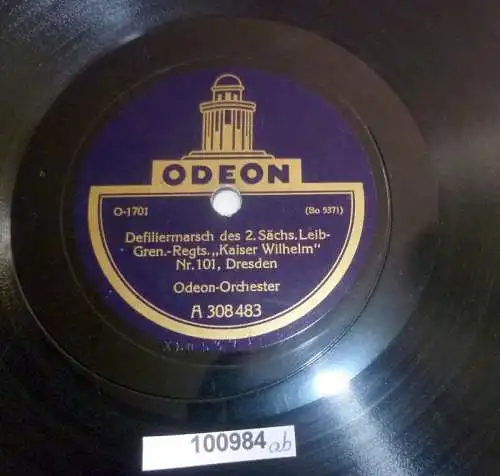 ODEON
O-1701 (Bo 5371)
Defiliermarsch des 2. Sächs. Leib-
Gren.-Regts. „Kaiser Wilhelm"
Nr. 101, Dresden
Odeon-Orchester
A 308483
100984 ab